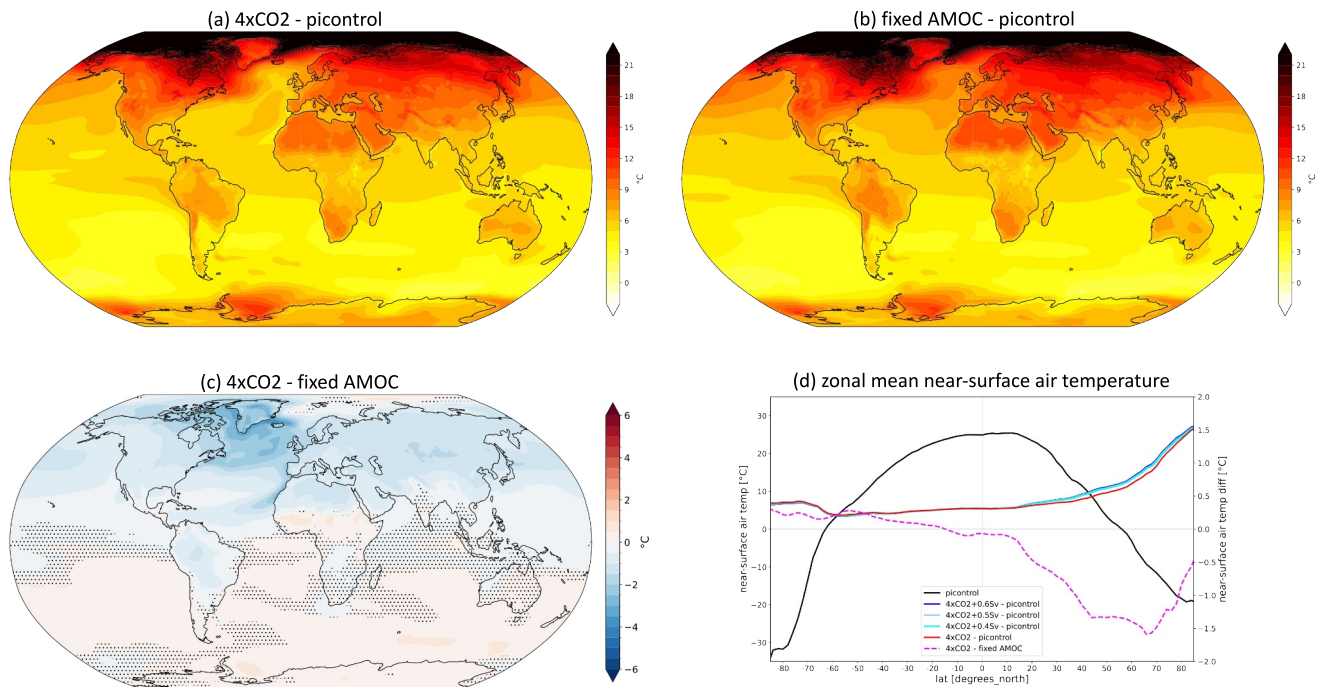 (a) 4xCO2 - picontrol
(b) fixed AMOC - picontrol
21
18
15
12
9
6
3
0
°C
21
18
15
12
9
6
3
0
°C
(c) 4xCO2 - fixed AMOC
(d) zonal mean near-surface air temperature
6
4
2
0
−2
−4
−6
°C
30
20
10
0
−10
−20
−30
near-surface air temp [°C]
2.0
1.5
1.0
0.5
0.0
−0.5
−1.0
−1.5
−2.0
near-surface air temp diff [°C]
picontrol
4xCO2+0.6Sv - picontrol
4xCO2+0.5Sv - picontrol
4xCO2+0.4Sv - picontrol
4xCO2 - picontrol
4xCO2 - fixed AMOC
-80 -70 -60 -50 -40 -30 -20 -10 0 10 20 30 40 50 60 70 80
lat [degrees_north]